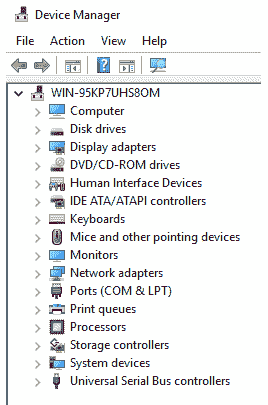 Device Manager
File Action View Help
WIN-95KP7UHS8OM
Computer
Disk drives
Display adapters
DVD/CD-ROM drives
Human Interface Devices
IDE ATA/ATAPI controllers
Keyboards
Mice and other pointing devices
Monitors
Network adapters
Ports (COM & LPT)
Print queues
Processors
Storage controllers
System devices
Universal Serial Bus controllers